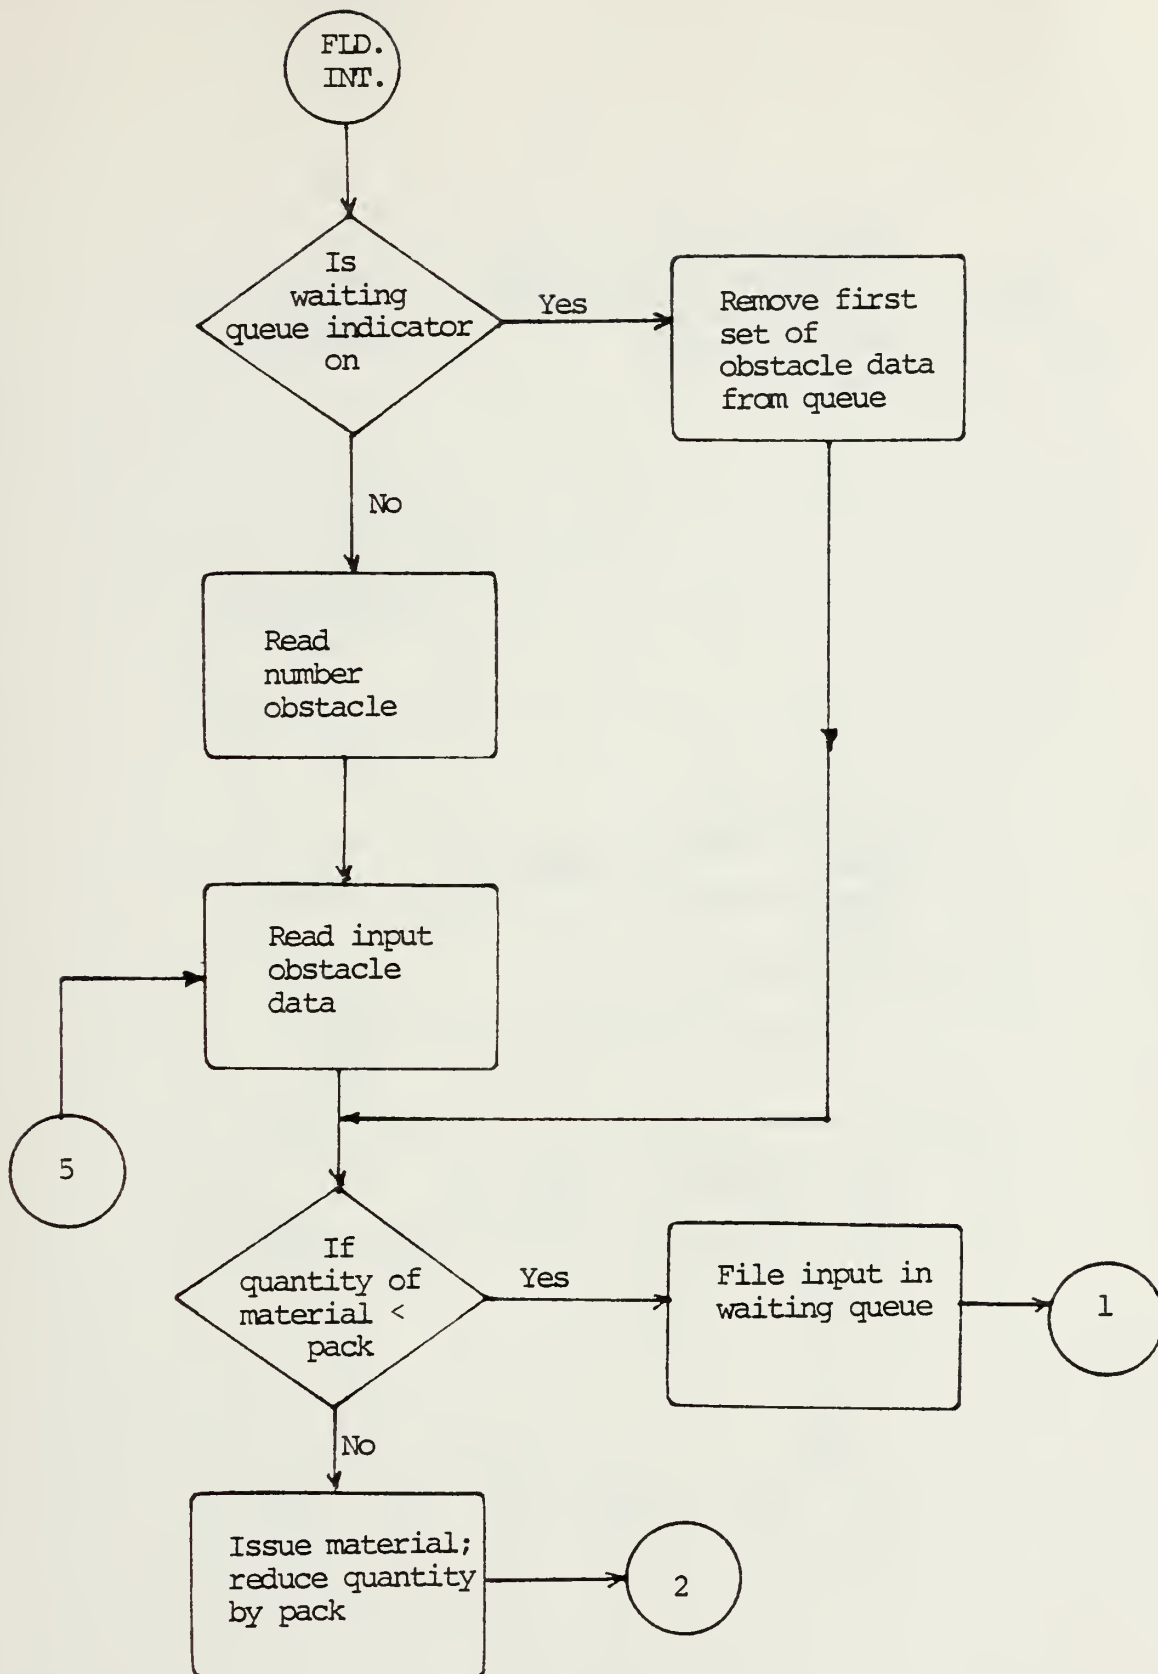 FLD.
INT.
Is
waiting
queue indicator
on
Yes
Remove first
set of
obstacle data
from queue
No
Read
number
obstacle
Read input
obstacle
data
5
If
quantity of
material <
pack
Yes
File input in
waiting queue
1
No
Issue material;
reduce quantity
by pack
2